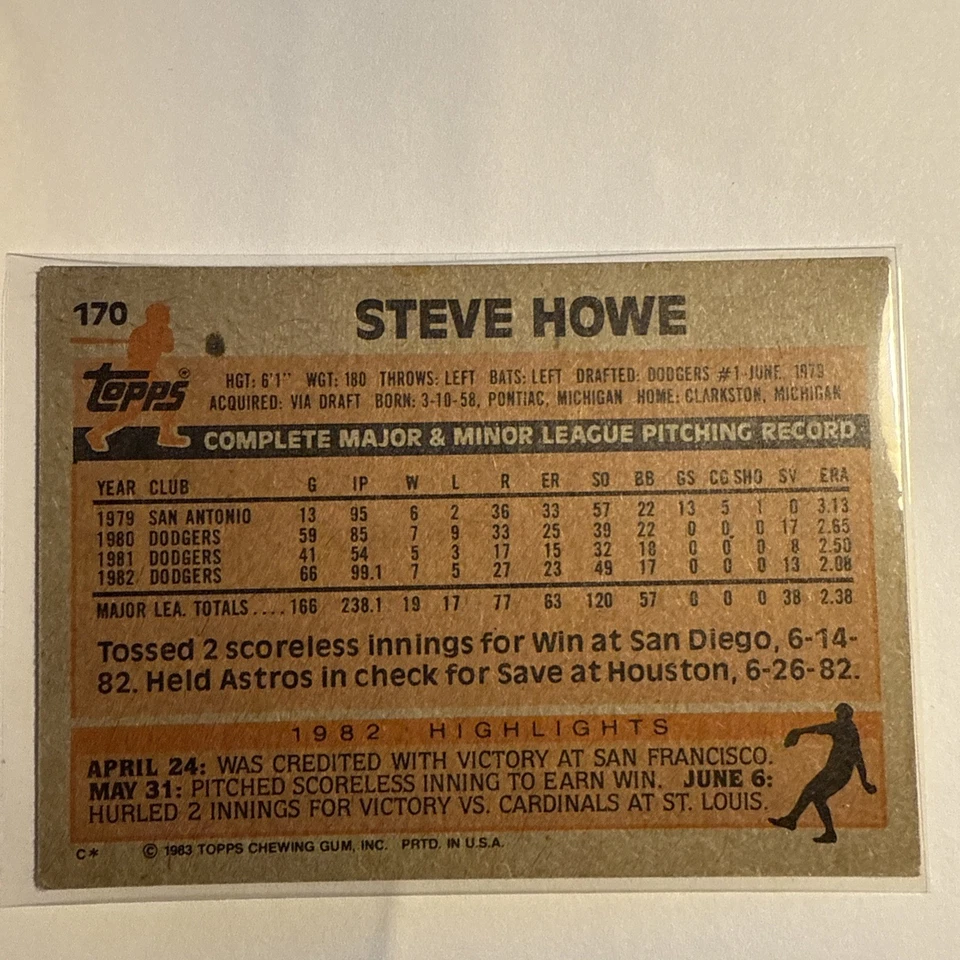 170 STEVE HOWE
Topps®
HGT: 6'1" WGT: 180 THROWS: LEFT BATS: LEFT DRAFTED: DODGERS #1-JUNE, 1979
ACQUIRED: VIA DRAFT BORN: 3-10-58, PONTIAC, MICHIGAN HOME: CLARKSTON, MICHIGAN
COMPLETE MAJOR & MINOR LEAGUE PITCHING RECORD
YEAR CLUB G IP W L R ER SO BB GS CG SHO SV ERA
1979 SAN ANTONIO 13 95 6 2 36 33 57 22 13 5 1 0 3.13
1980 DODGERS 59 85 7 9 33 25 39 22 0 0 0 17 2.65
1981 DODGERS 41 54 5 3 17 15 32 18 0 0 0 8 2.50
1982 DODGERS 66 99.1 7 5 27 23 49 17 0 0 0 13 2.08
MAJOR LEA. TOTALS .... 166 238.1 19 17 77 63 120 57 0 0 0 38 2.38
Tossed 2 scoreless innings for Win at San Diego, 6-14-
82. Held Astros in check for Save at Houston, 6-26-82.
1982 HIGHLIGHTS
APRIL 24: WAS CREDITED WITH VICTORY AT SAN FRANCISCO.
MAY 31: PITCHED SCORELESS INNING TO EARN WIN. JUNE 6:
HURLED 2 INNINGS FOR VICTORY VS. CARDINALS AT ST. LOUIS.
C* © 1983 TOPPS CHEWING GUM, INC. PRTD. IN U.S.A.